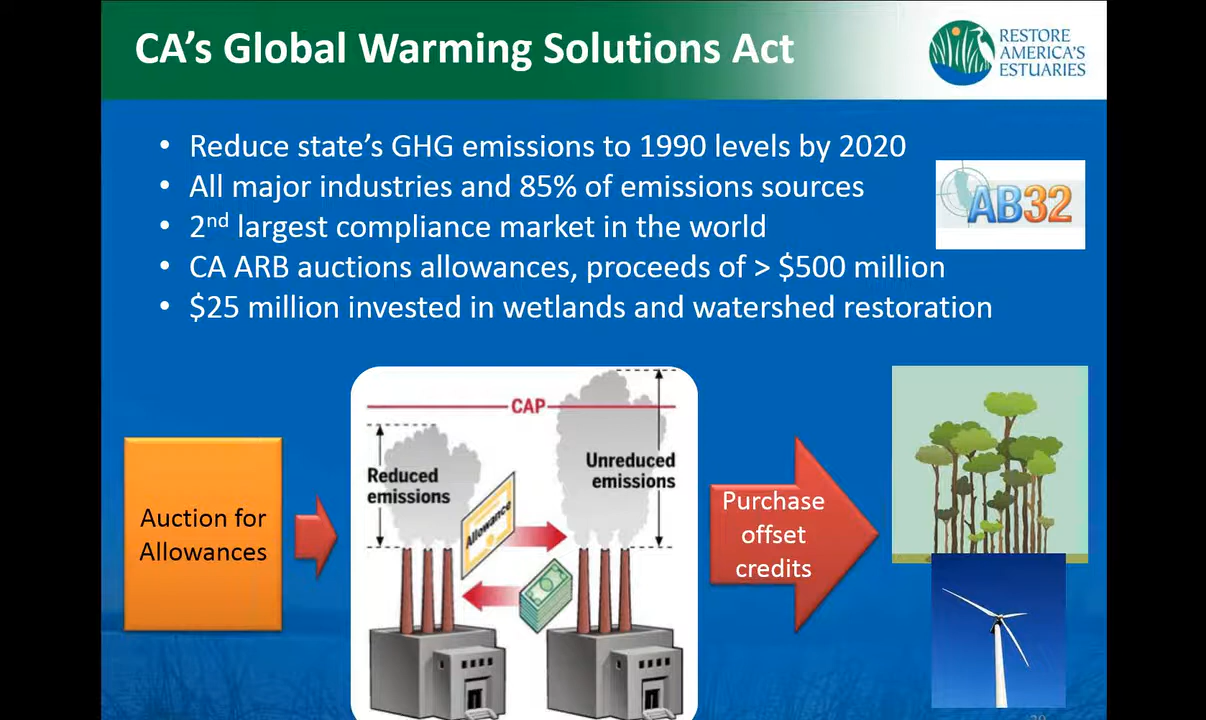 CA's Global Warming Solutions Act
RESTORE
AMERICA'S
ESTUARIES
• Reduce state's GHG emissions to 1990 levels by 2020
• All major industries and 85% of emissions sources
• 2nd largest compliance market in the world
• CA ARB auctions allowances, proceeds of > $500 million
• $25 million invested in wetlands and watershed restoration
AB32
Auction for
Allowances
CAP
Reduced
emissions
Unreduced
emissions
Allowance
Purchase
offset
credits